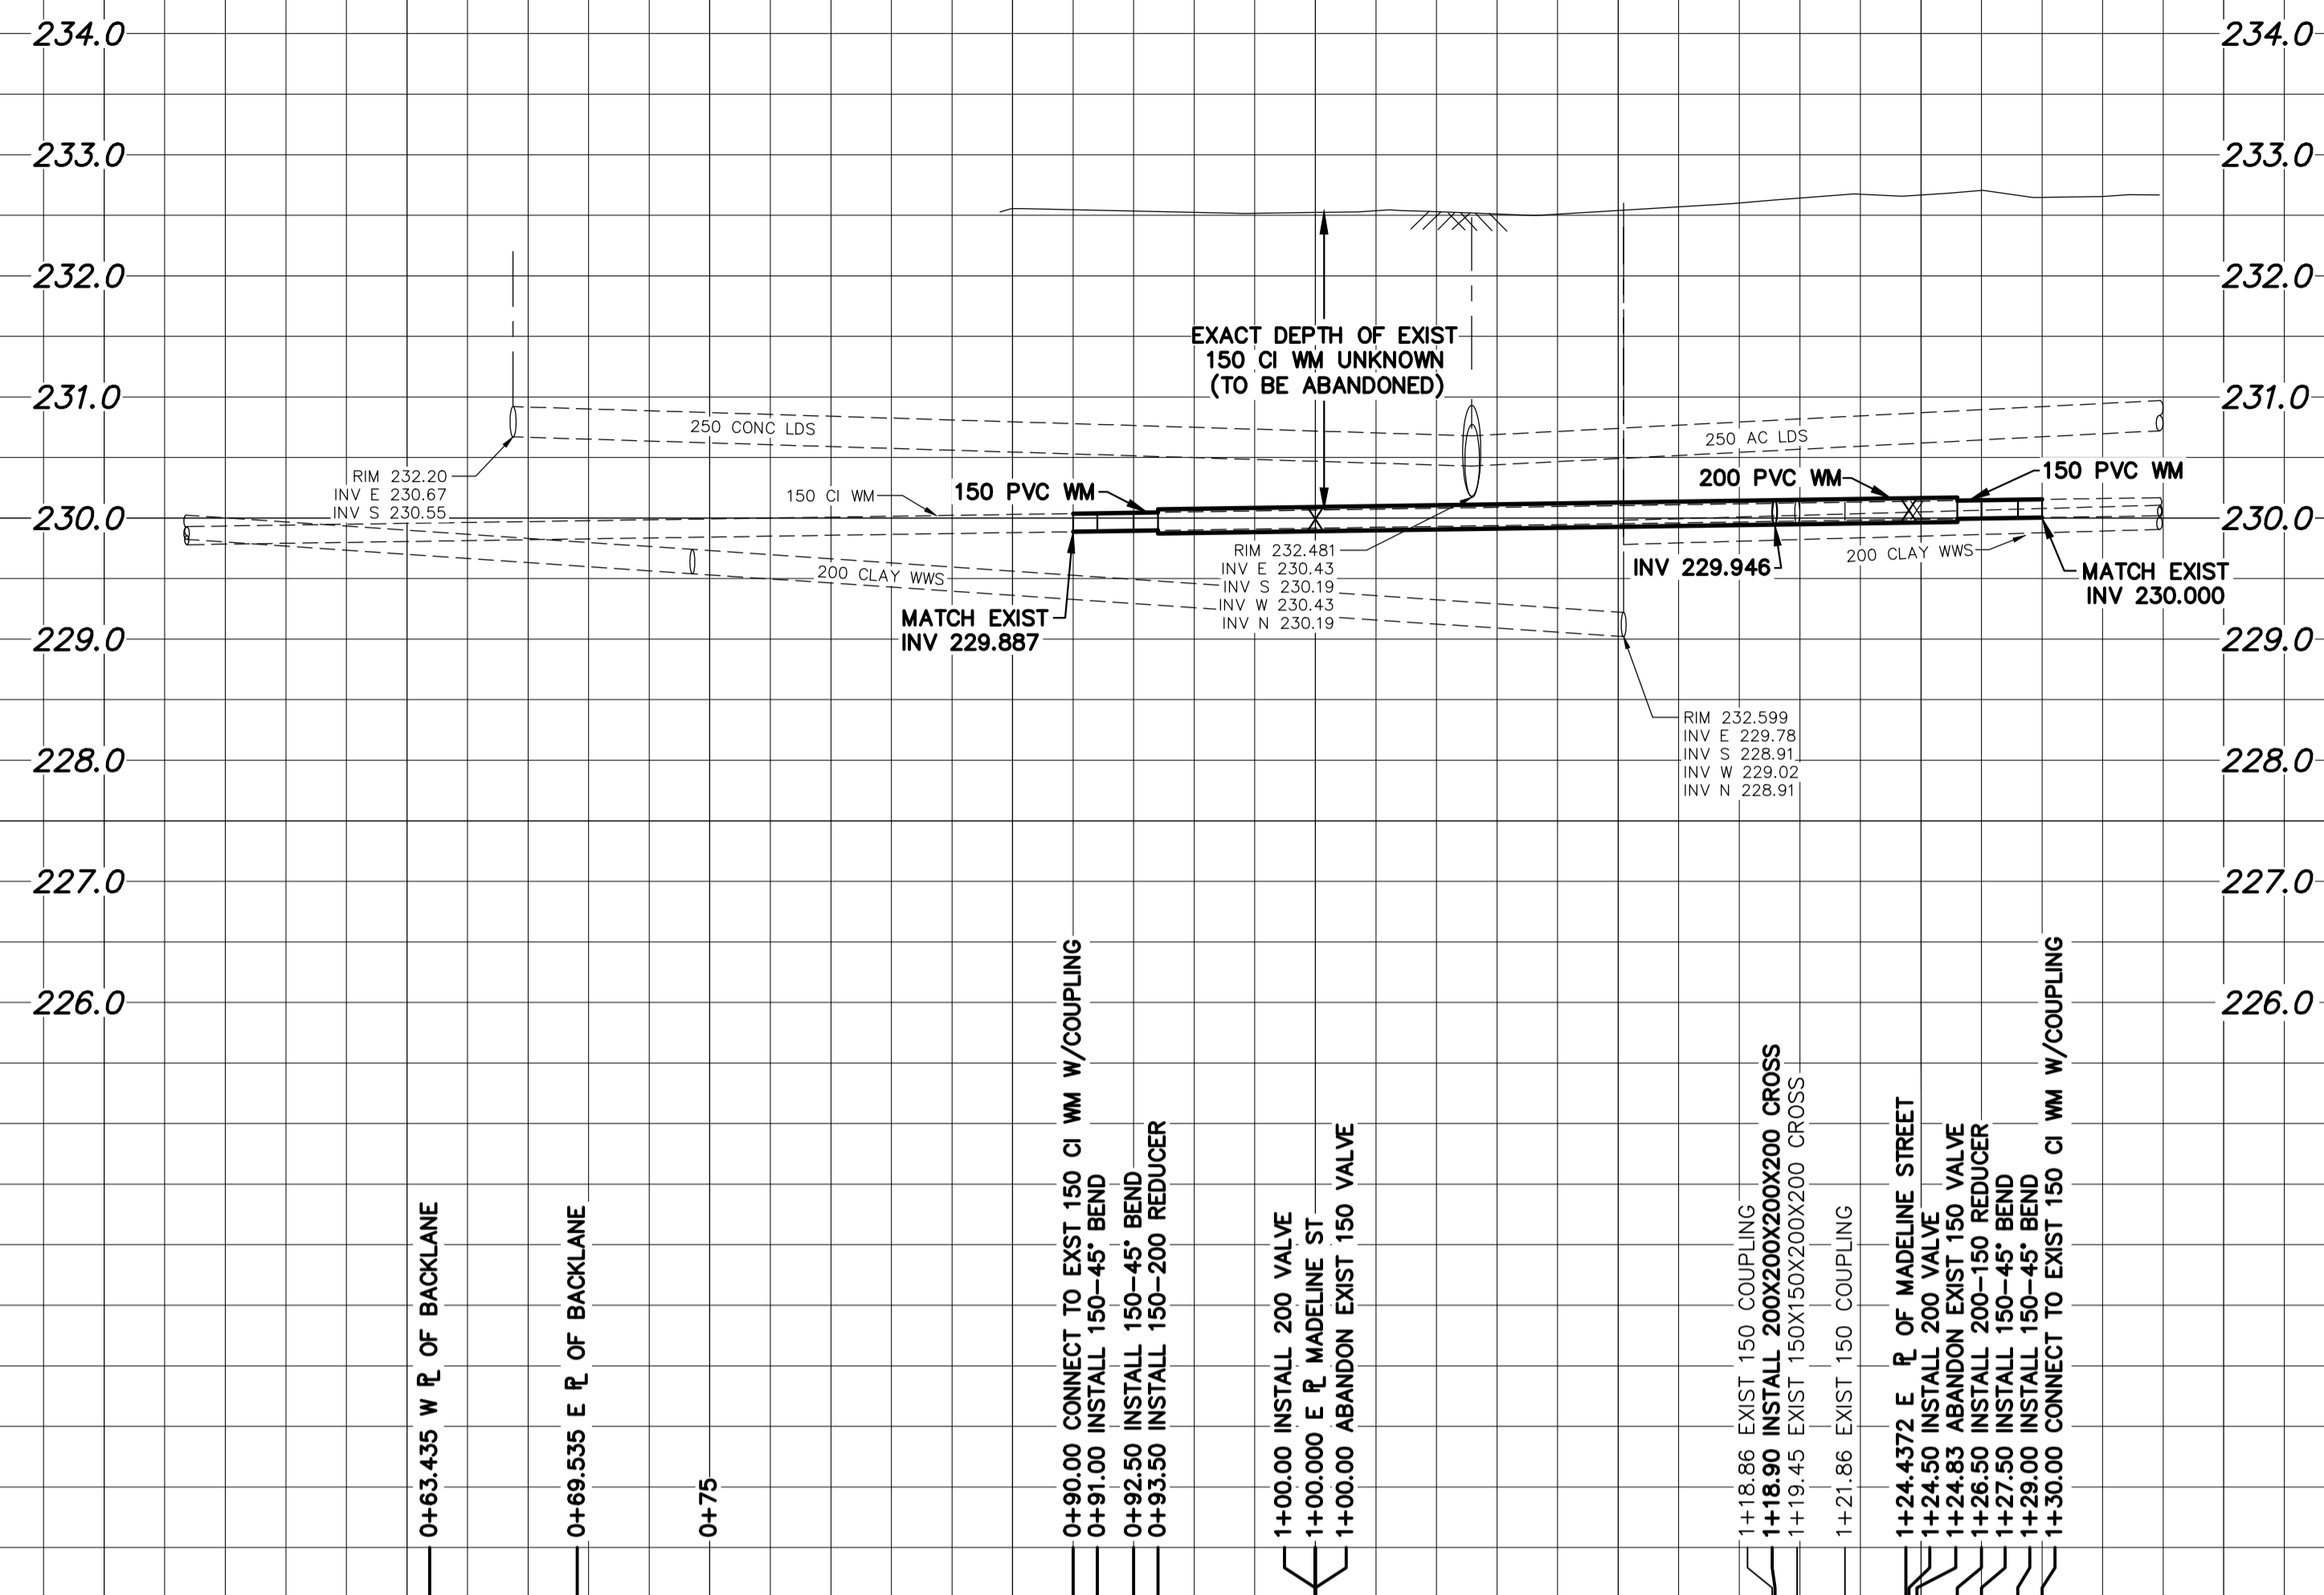 234.0
234.0
233.0
233.0
232.0
232.0
231.0
231.0
230.0
230.0
229.0
229.0
228.0
228.0
227.0
227.0
226.0
226.0
EXACT DEPTH OF EXIST
150 CI WM UNKNOWN
(TO BE ABANDONED)
250 CONC LDS
250 AC LDS
RIM 232.20
INV E 230.67
INV S 230.55
150 CI WM
150 PVC WM
200 PVC WM
150 PVC WM
RIM 232.481
INV E 230.43
INV S 230.19
INV W 230.43
INV N 230.19
200 CLAY WWS
200 CLAY WWS
INV 229.946
MATCH EXIST
INV 230.000
MATCH EXIST
INV 229.887
RIM 232.599
INV E 229.78
INV S 228.91
INV W 229.02
INV N 228.91
0+63.435 W PL OF BACKLANE
0+69.535 E PL OF BACKLANE
0+75
0+90.00 CONNECT TO EXST 150 CI WM W/COUPLING
0+91.00 INSTALL 150-45° BEND
0+92.50 INSTALL 150-45° BEND
0+93.50 INSTALL 150-200 REDUCER
1+00.00 INSTALL 200 VALVE
1+00.000 E PL MADELINE ST
1+00.00 ABANDON EXIST 150 VALVE
1+18.86 EXIST 150 COUPLING
1+18.90 INSTALL 200X200X200X200 CROSS
1+19.45 EXIST 150X150X200X200 CROSS
1+21.86 EXIST 150 COUPLING
1+24.4372 E PL OF MADELINE STREET
1+24.50 INSTALL 200 VALVE
1+24.83 ABANDON EXIST 150 VALVE
1+26.50 INSTALL 200-150 REDUCER
1+27.50 INSTALL 150-45° BEND
1+29.00 INSTALL 150-45° BEND
1+30.00 CONNECT TO EXIST 150 CI WM W/COUPLING